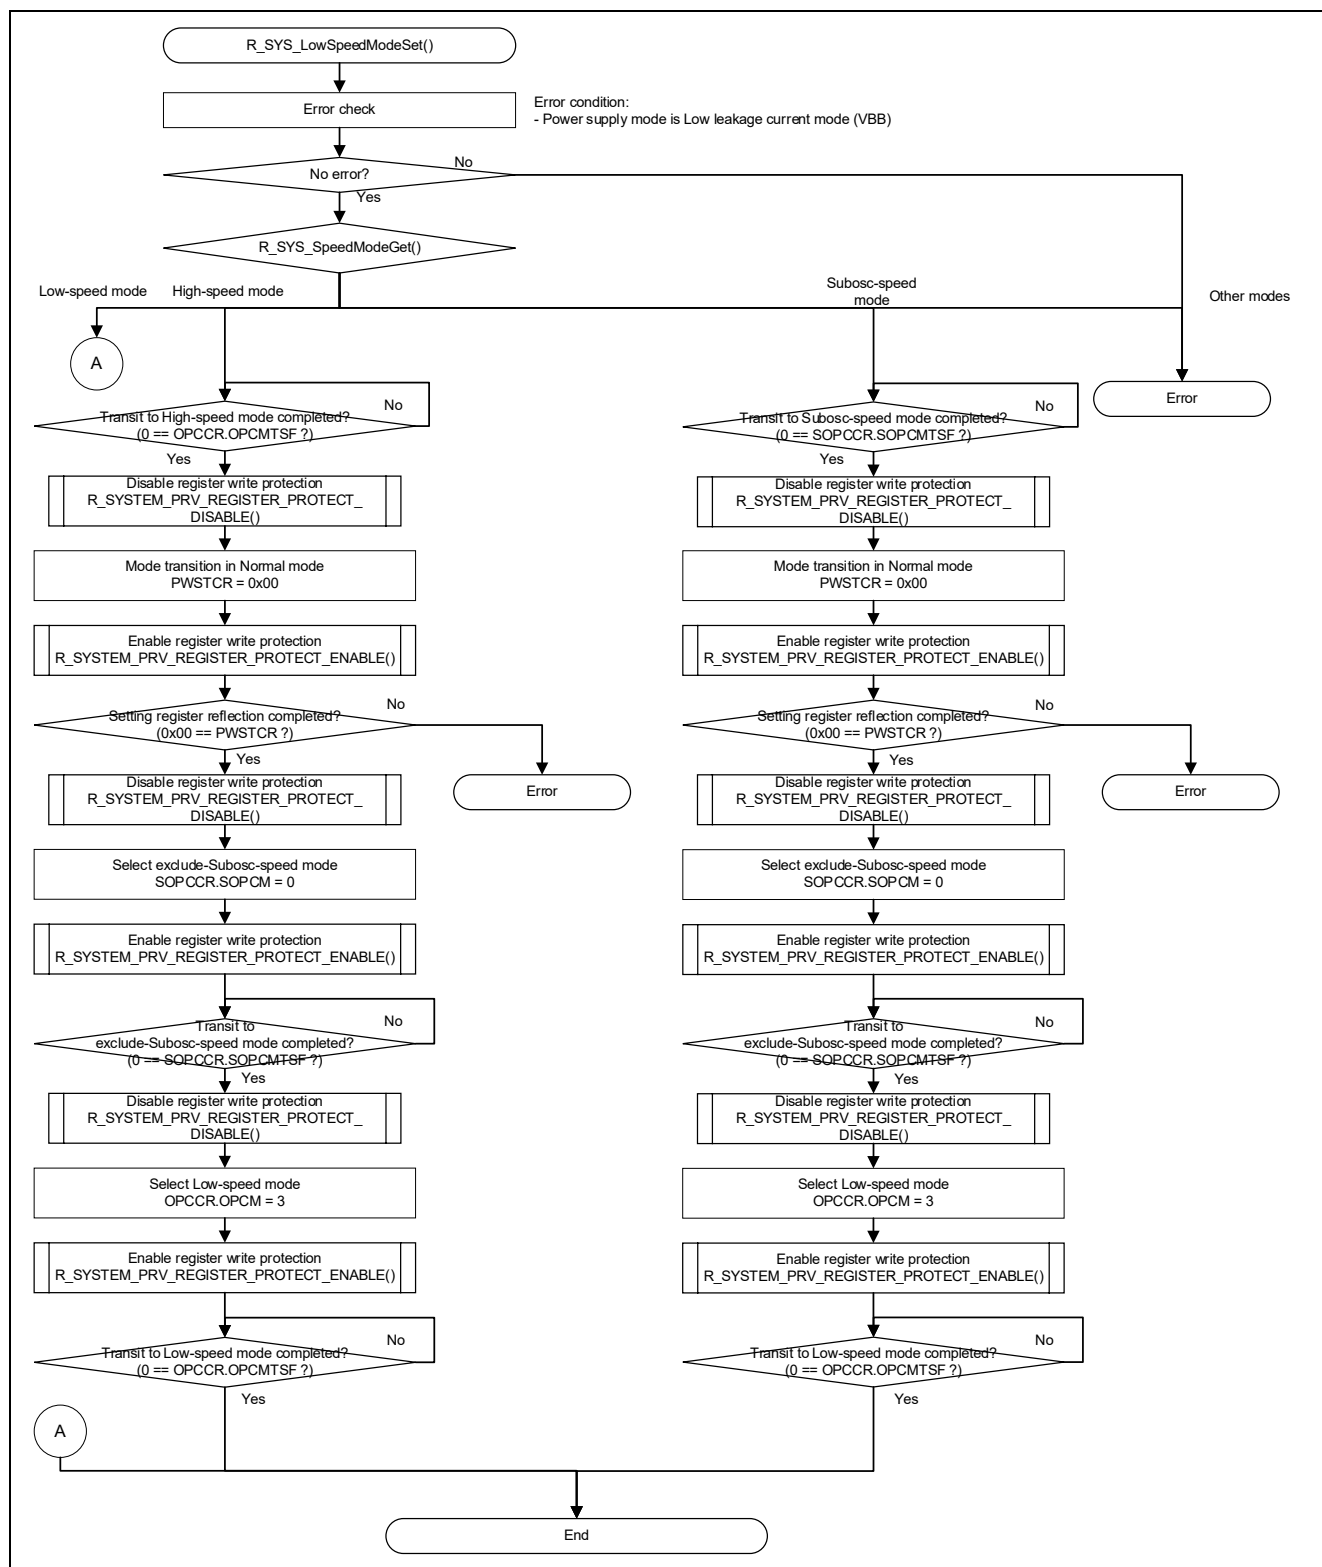 R_SYS_LowSpeedModeSet()
Error check
Error condition:
- Power supply mode is Low leakage current mode (VBB)
No error?
No
Yes
R_SYS_SpeedModeGet()
Low-speed mode
High-speed mode
Subosc-speed
mode
Other modes
A
Error
Transit to High-speed mode completed?
(0 == OPCCR.OPCMTSF ?)
No
Yes
Disable register write protection
R_SYSTEM_PRV_REGISTER_PROTECT_
DISABLE()
Mode transition in Normal mode
PWSTCR = 0x00
Enable register write protection
R_SYSTEM_PRV_REGISTER_PROTECT_ENABLE()
Setting register reflection completed?
(0x00 == PWSTCR ?)
No
Yes
Error
Disable register write protection
R_SYSTEM_PRV_REGISTER_PROTECT_
DISABLE()
Select exclude-Subosc-speed mode
SOPCCR.SOPCM = 0
Enable register write protection
R_SYSTEM_PRV_REGISTER_PROTECT_ENABLE()
Transit to
exclude-Subosc-speed mode completed?
(0 == SOPCCR.SOPCMTSF ?)
No
Yes
Disable register write protection
R_SYSTEM_PRV_REGISTER_PROTECT_
DISABLE()
Select Low-speed mode
OPCCR.OPCM = 3
Enable register write protection
R_SYSTEM_PRV_REGISTER_PROTECT_ENABLE()
Transit to Low-speed mode completed?
(0 == OPCCR.OPCMTSF ?)
No
Yes
Transit to Subosc-speed mode completed?
(0 == SOPCCR.SOPCMTSF ?)
No
Yes
Disable register write protection
R_SYSTEM_PRV_REGISTER_PROTECT_
DISABLE()
Mode transition in Normal mode
PWSTCR = 0x00
Enable register write protection
R_SYSTEM_PRV_REGISTER_PROTECT_ENABLE()
Setting register reflection completed?
(0x00 == PWSTCR ?)
No
Yes
Error
Disable register write protection
R_SYSTEM_PRV_REGISTER_PROTECT_
DISABLE()
Select exclude-Subosc-speed mode
SOPCCR.SOPCM = 0
Enable register write protection
R_SYSTEM_PRV_REGISTER_PROTECT_ENABLE()
Transit to
exclude-Subosc-speed mode completed?
(0 == SOPCCR.SOPCMTSF ?)
No
Yes
Disable register write protection
R_SYSTEM_PRV_REGISTER_PROTECT_
DISABLE()
Select Low-speed mode
OPCCR.OPCM = 3
Enable register write protection
R_SYSTEM_PRV_REGISTER_PROTECT_ENABLE()
Transit to Low-speed mode completed?
(0 == OPCCR.OPCMTSF ?)
No
Yes
A
End